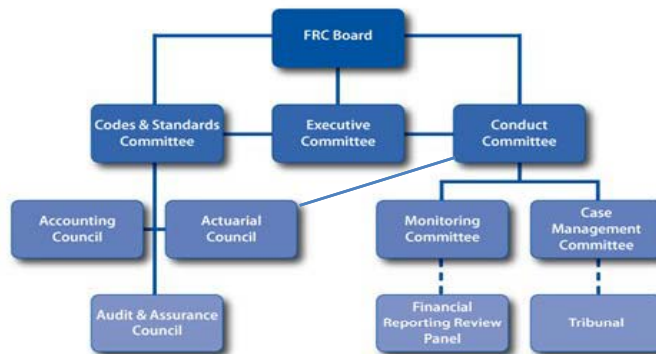 FRC Board
Codes & Standards
Committee
Executive
Committee
Conduct
Committee
Accounting
Council
Actuarial
Council
Monitoring
Committee
Case
Management
Committee
Audit & Assurance
Council
Financial
Reporting Review
Panel
Tribunal